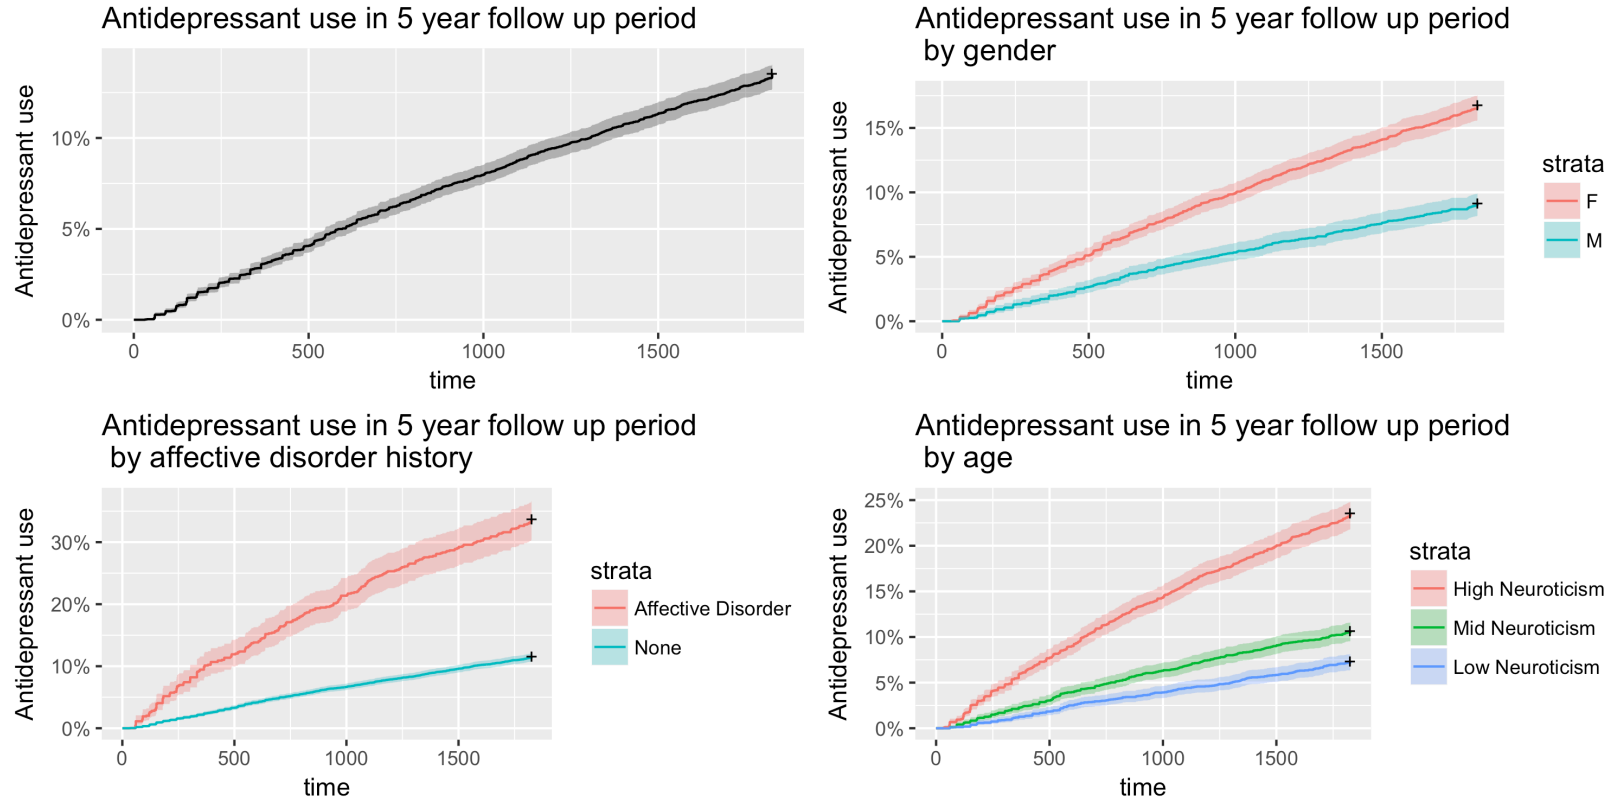 Antidepressant use in 5 year follow up period
Antidepressant use
10%
5%
0%
0 500 1000 1500
time
Antidepressant use in 5 year follow up period
by gender
Antidepressant use
15%
10%
5%
0%
0 500 1000 1500
time
strata
F
M
Antidepressant use in 5 year follow up period
by affective disorder history
Antidepressant use
30%
20%
10%
0%
0 500 1000 1500
time
strata
Affective Disorder
None
Antidepressant use in 5 year follow up period
by age
Antidepressant use
25%
20%
15%
10%
5%
0%
0 500 1000 1500
time
strata
High Neuroticism
Mid Neuroticism
Low Neuroticism